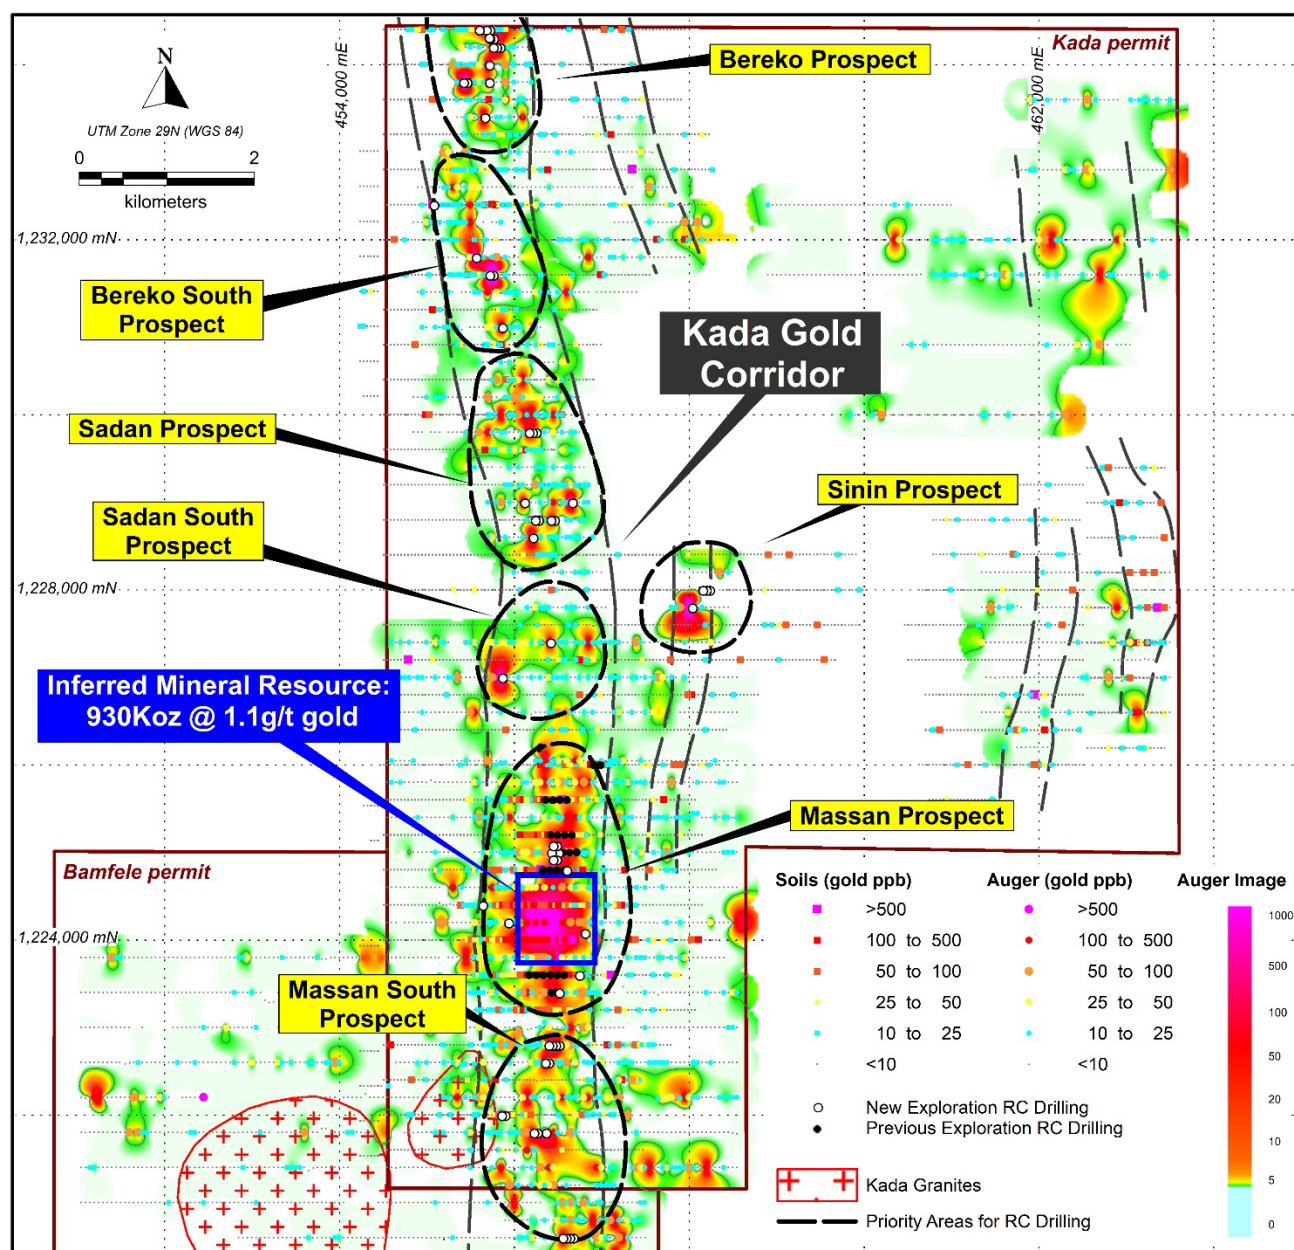 Kada permit
454,000 mE
462,000 mE
N
UTM Zone 29N (WGS 84)
0 2
kilometers
Bereko Prospect
1,232,000 mN
Bereko South
Prospect
Kada Gold
Corridor
Sadan Prospect
Sinin Prospect
Sadan South
Prospect
1,228,000 mN
Inferred Mineral Resource:
930Koz @ 1.1g/t gold
Massan Prospect
Bamfele permit
1,224,000 mN
Massan South
Prospect
Soils (gold ppb) Auger (gold ppb) Auger Image
>500 >500
100 to 500 100 to 500
50 to 100 50 to 100
25 to 50 25 to 50
10 to 25 10 to 25
<10 <10
1000
500
100
50
20
10
5
0
New Exploration RC Drilling
Previous Exploration RC Drilling
Kada Granites
Priority Areas for RC Drilling